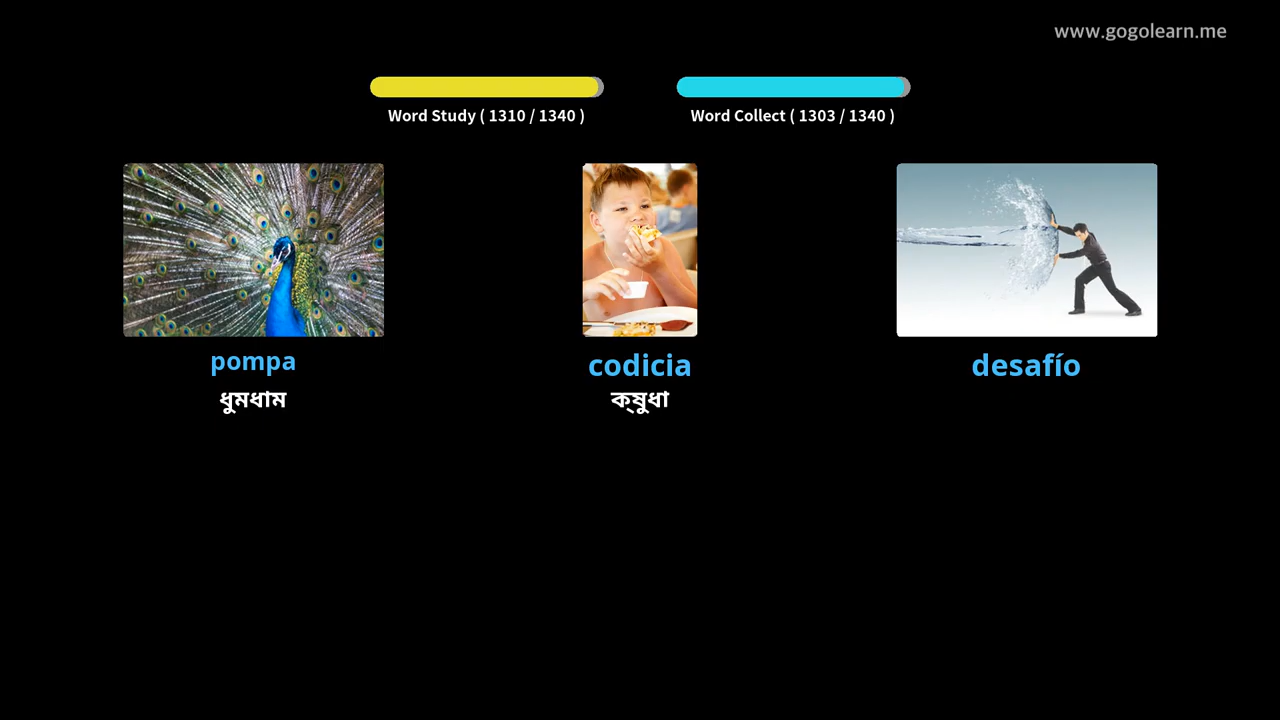 www.gogolearn.me
Word Study ( 1310 / 1340 )
Word Collect ( 1303 / 1340 )
pompa
codicia
desafío
ধুমধাম
ক্ষুধা